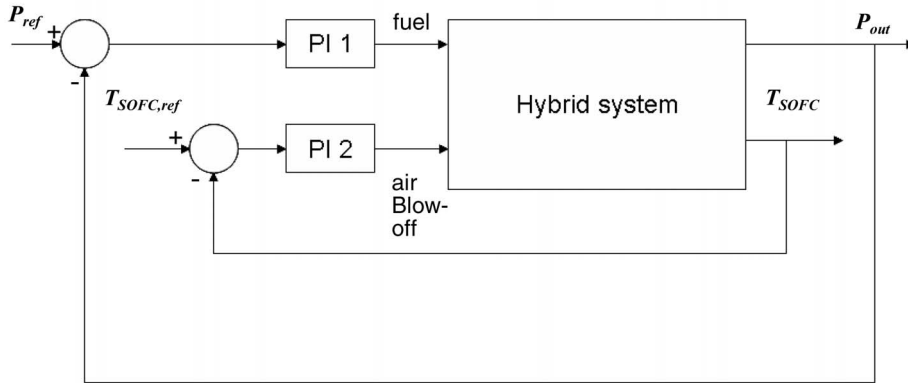 P_ref
+
-
PI 1
fuel
P_out
T_SOFC,ref
+
-
PI 2
Hybrid system
T_SOFC
air
Blow-
off